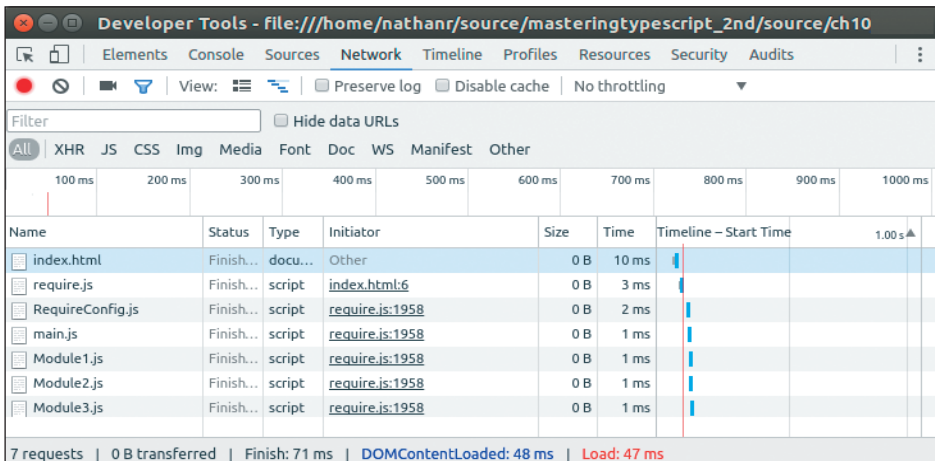 Developer Tools - file:///home/nathanr/source/masteringtypescript_2nd/source/ch10
Elements Console Sources Network Timeline Profiles Resources Security Audits
View: Preserve log Disable cache No throttling
Filter Hide data URLs
All XHR JS CSS Img Media Font Doc WS Manifest Other
100 ms 200 ms 300 ms 400 ms 500 ms 600 ms 700 ms 800 ms 900 ms 1000 ms
Name Status Type Initiator Size Time Timeline – Start Time 1.00 s
index.html Finish... docu... Other 0 B 10 ms
require.js Finish... script index.html:6 0 B 3 ms
RequireConfig.js Finish... script require.js:1958 0 B 2 ms
main.js Finish... script require.js:1958 0 B 1 ms
Module1.js Finish... script require.js:1958 0 B 1 ms
Module2.js Finish... script require.js:1958 0 B 1 ms
Module3.js Finish... script require.js:1958 0 B 1 ms
7 requests | 0 B transferred | Finish: 71 ms | DOMContentLoaded: 48 ms | Load: 47 ms